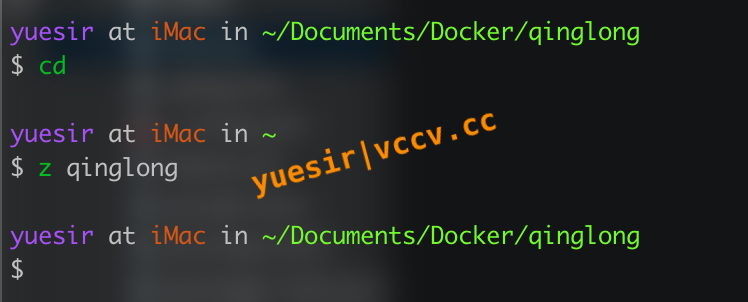 yuesir at iMac in ~/Documents/Docker/qinglong
$ cd
yuesir at iMac in ~
$ z qinglong
yuesir|vccv.cc
yuesir at iMac in ~/Documents/Docker/qinglong
$